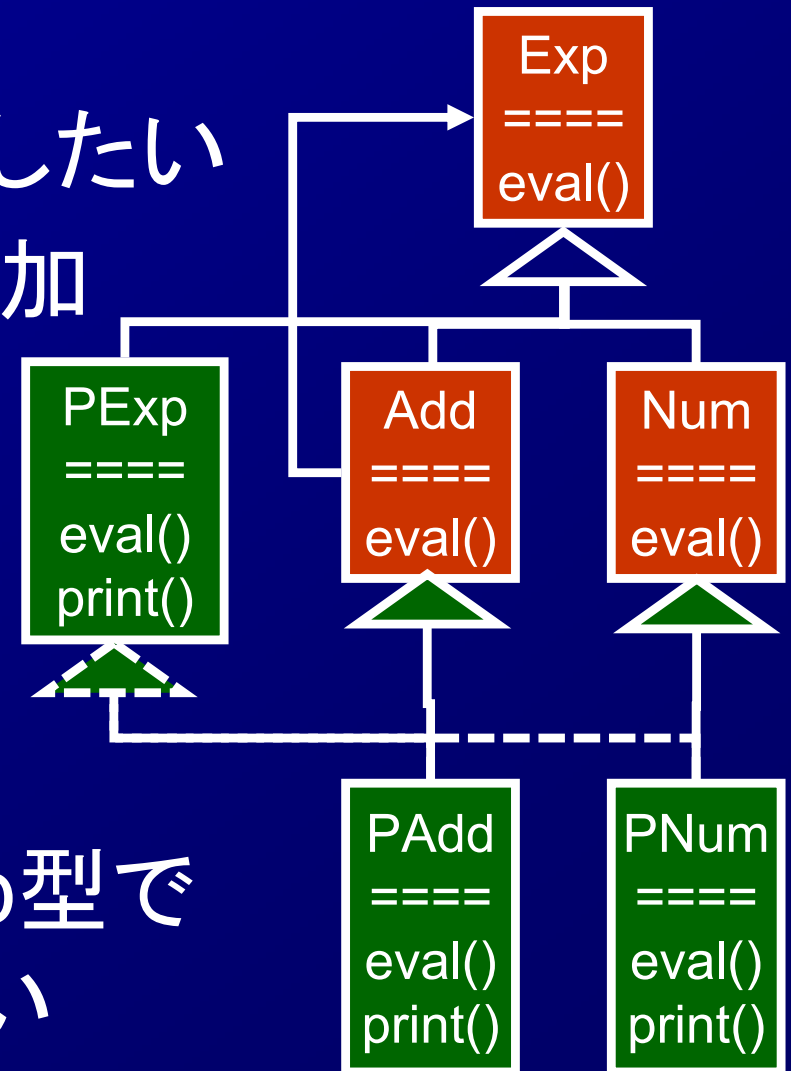 したい
加
Exp
====
eval()
PExp
====
eval()
print()
Add
====
eval()
Num
====
eval()
型で
い
PAdd
====
eval()
print()
PNum
====
eval()
print()